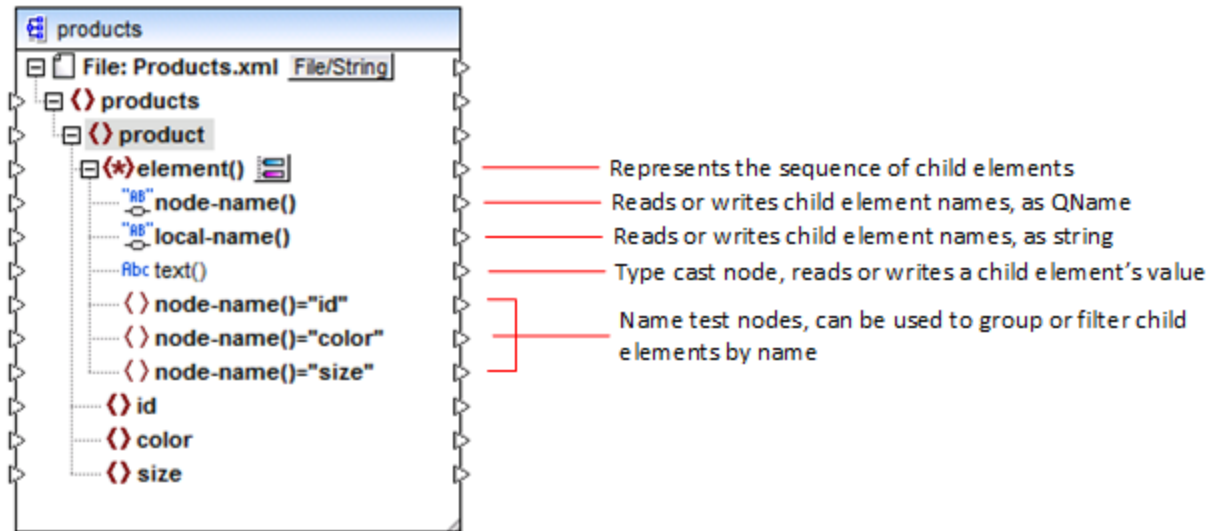 products
File: Products.xml File/String
products
product
element()
Represents the sequence of child elements
"AB" node-name()
Reads or writes child element names, as QName
"AB" local-name()
Reads or writes child element names, as string
Abc text()
Type cast node, reads or writes a child element's value
node-name()="id"
node-name()="color"
node-name()="size"
Name test nodes, can be used to group or filter child
elements by name
id
color
size